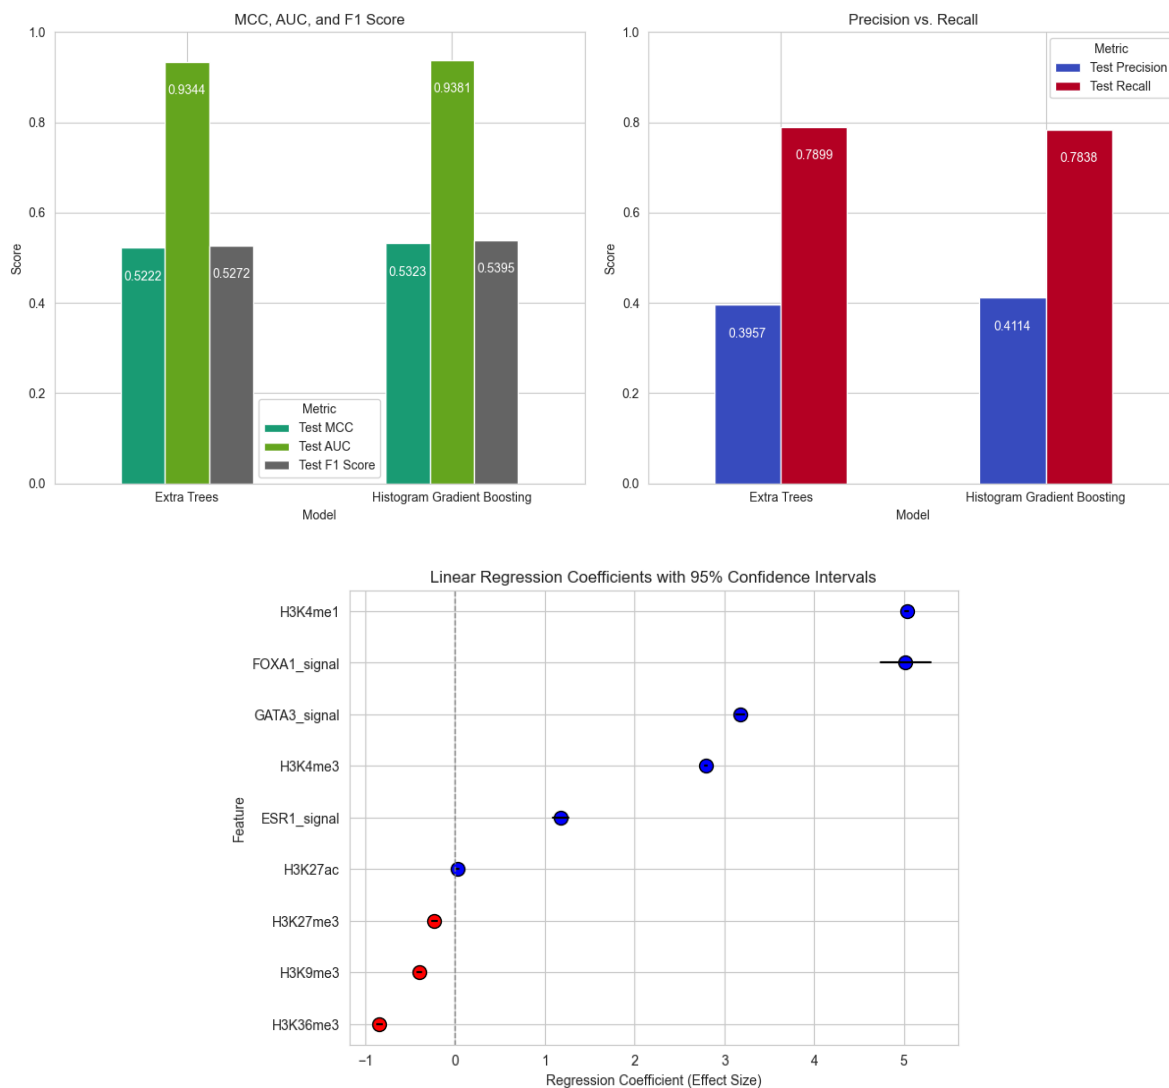 MCC, AUC, and F1 Score
1.0
0.8
0.6
0.4
0.2
0.0
Score
0.9344
0.9381
0.5222
0.5272
0.5323
0.5395
Metric
Test MCC
Test AUC
Test F1 Score
Extra Trees
Histogram Gradient Boosting
Model
Precision vs. Recall
1.0
0.8
0.6
0.4
0.2
0.0
Score
Metric
Test Precision
Test Recall
0.7899
0.7838
0.3957
0.4114
Extra Trees
Histogram Gradient Boosting
Model
Linear Regression Coefficients with 95% Confidence Intervals
Feature
H3K4me1
FOXA1_signal
GATA3_signal
H3K4me3
ESR1_signal
H3K27ac
H3K27me3
H3K9me3
H3K36me3
−1 0 1 2 3 4 5
Regression Coefficient (Effect Size)